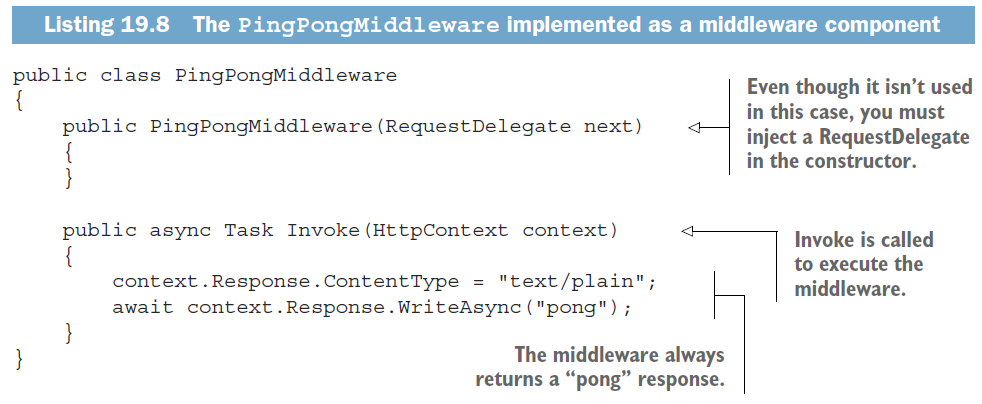 Listing 19.8 The PingPongMiddleware implemented as a middleware component
public class PingPongMiddleware
{
    public PingPongMiddleware(RequestDelegate next)
    {
    }
    public async Task Invoke(HttpContext context)
    {
        context.Response.ContentType = "text/plain";
        await context.Response.WriteAsync("pong");
    }
}
Even though it isn’t used
in this case, you must
inject a RequestDelegate
in the constructor.
Invoke is called
to execute the
middleware.
The middleware always
returns a “pong” response.